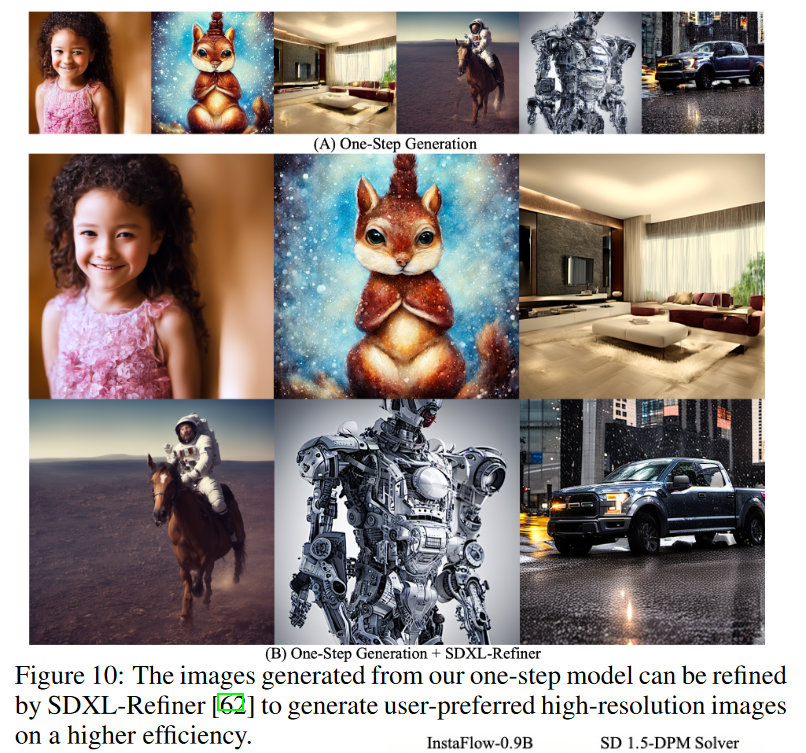 (A) One-Step Generation
(B) One-Step Generation + SDXL-Refiner
Figure 10: The images generated from our one-step model can be refined
by SDXL-Refiner [62] to generate user-preferred high-resolution images
on a higher efficiency.
InstaFlow-0.9B SD 1.5-DPM Solver